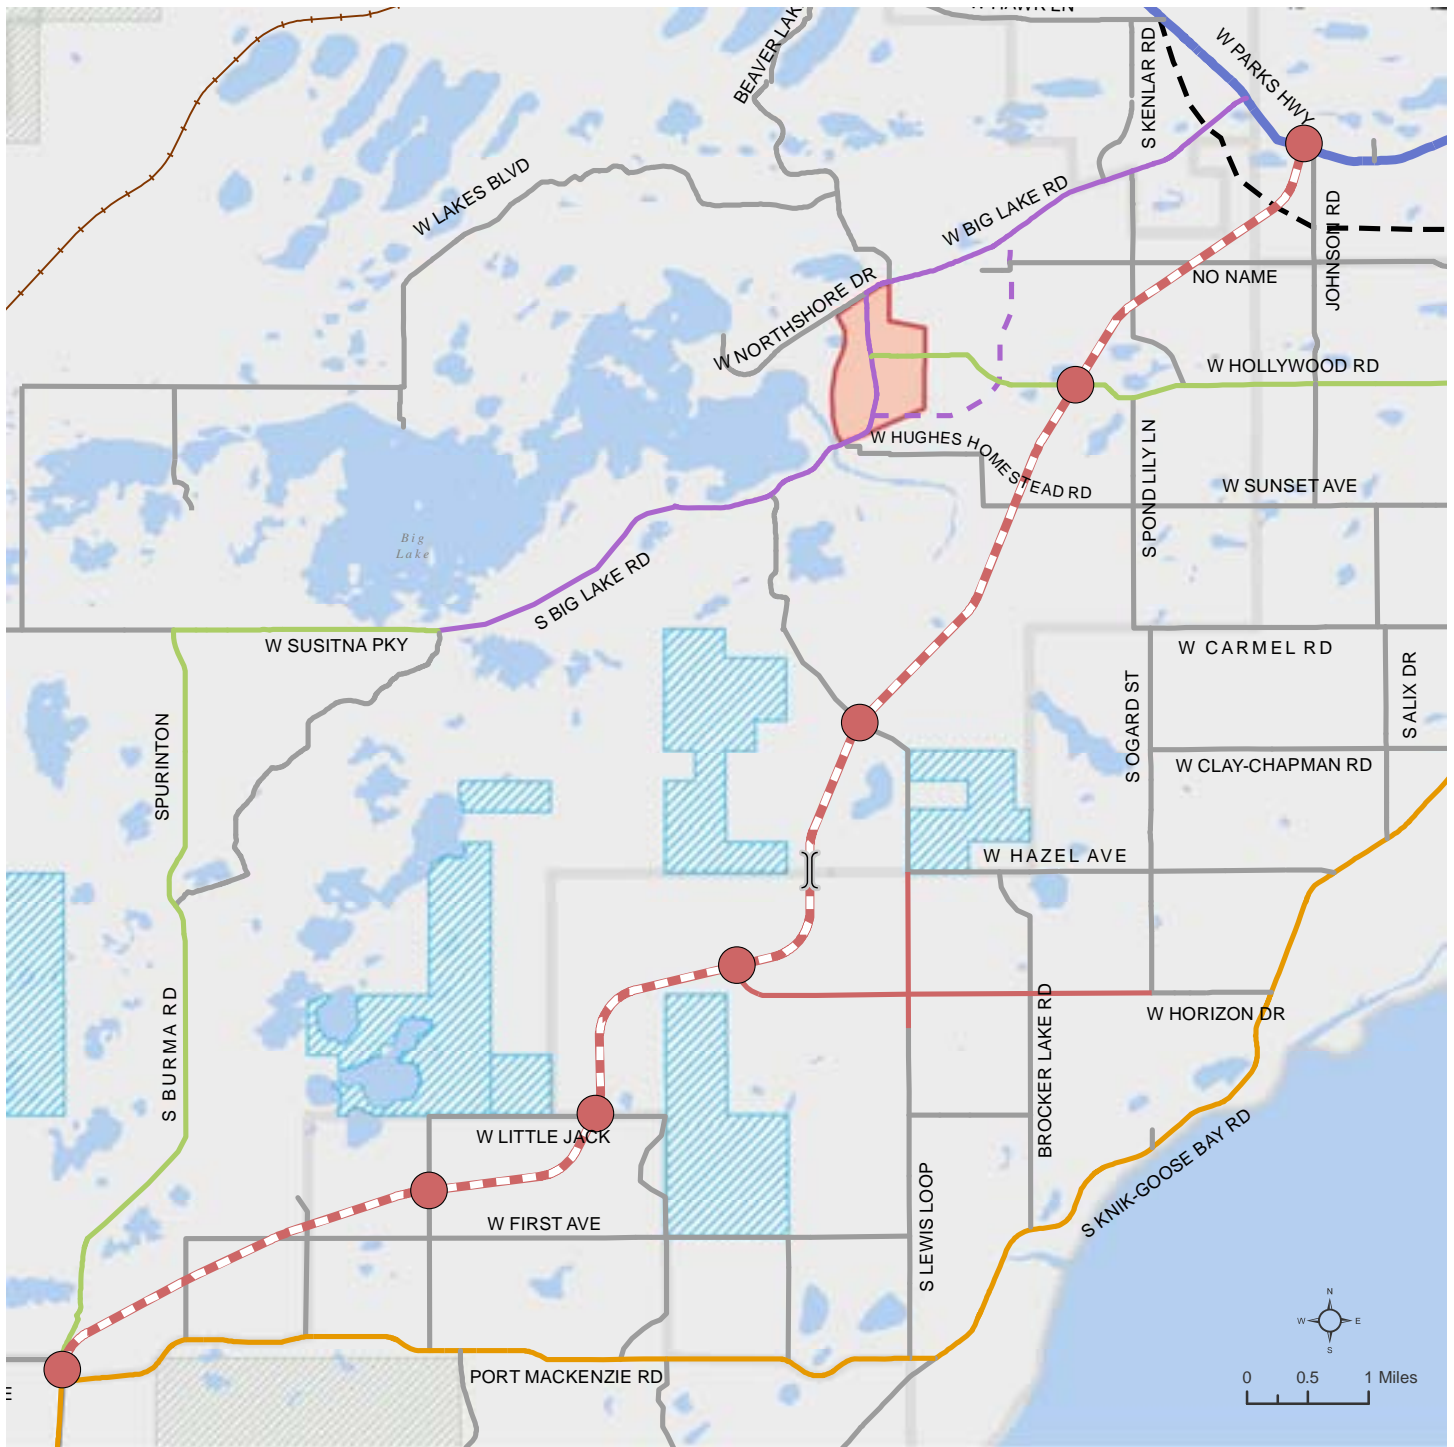 W HAWK LN
BEAVER LAK
S KENLAR RD
W PARKS HWY
W LAKES BLVD
W BIG LAKE RD
JOHNSON RD
NO NAME
W NORTHSHORE DR
W HOLLYWOOD RD
W HUGHES HOMESTEAD RD
S POND LILY LN
W SUNSET AVE
Big
Lake
S BIG LAKE RD
W SUSITNA PKY
W CARMEL RD
S OGARD ST
S ALIX DR
SPURINTON
W CLAY-CHAPMAN RD
W HAZEL AVE
S BURMA RD
BROCKER LAKE RD
W HORIZON DR
W LITTLE JACK
S KNIK-GOOSE BAY RD
S LEWIS LOOP
W FIRST AVE
N
W E
S
PORT MACKENZIE RD
0 0.5 1 Miles
E